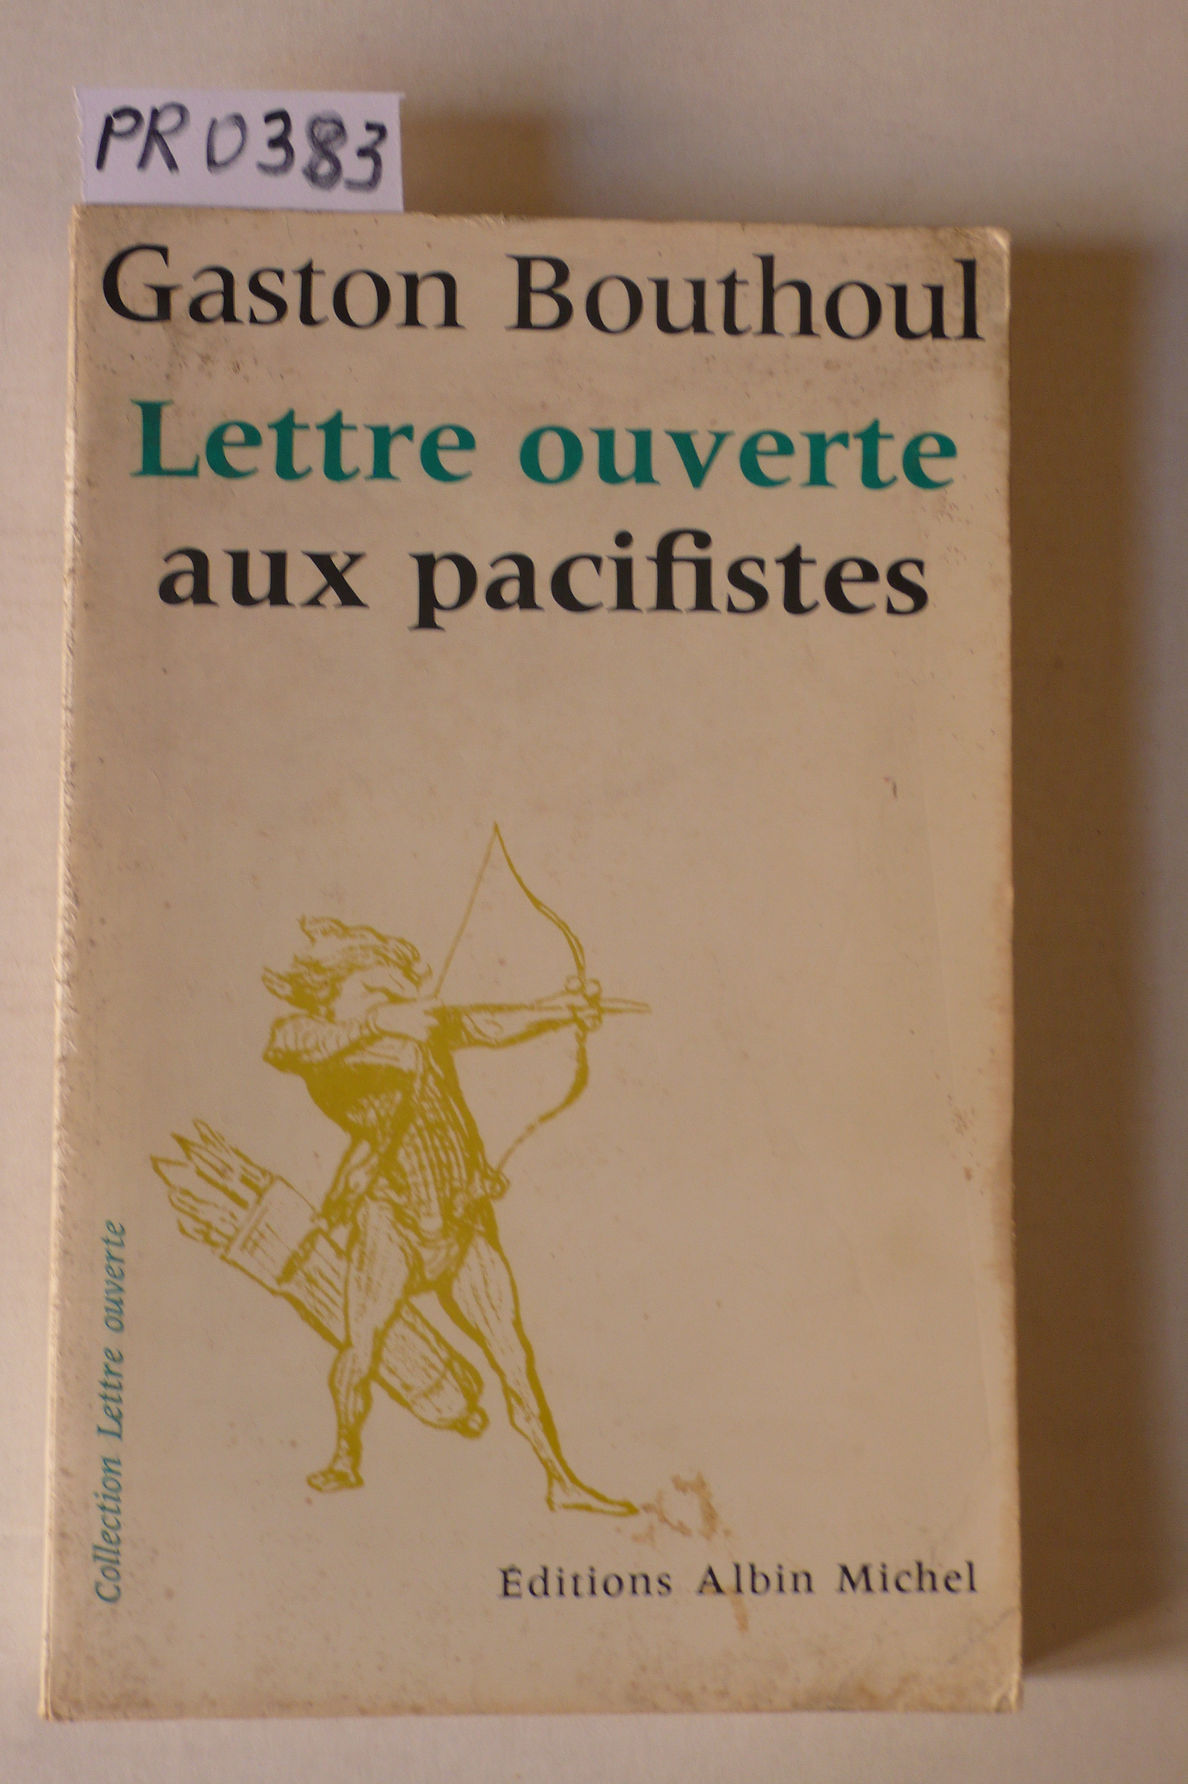 PR0383
Gaston Bouthoul
Lettre ouverte
aux pacifistes
Collection Lettre ouverte
Éditions Albin Michel